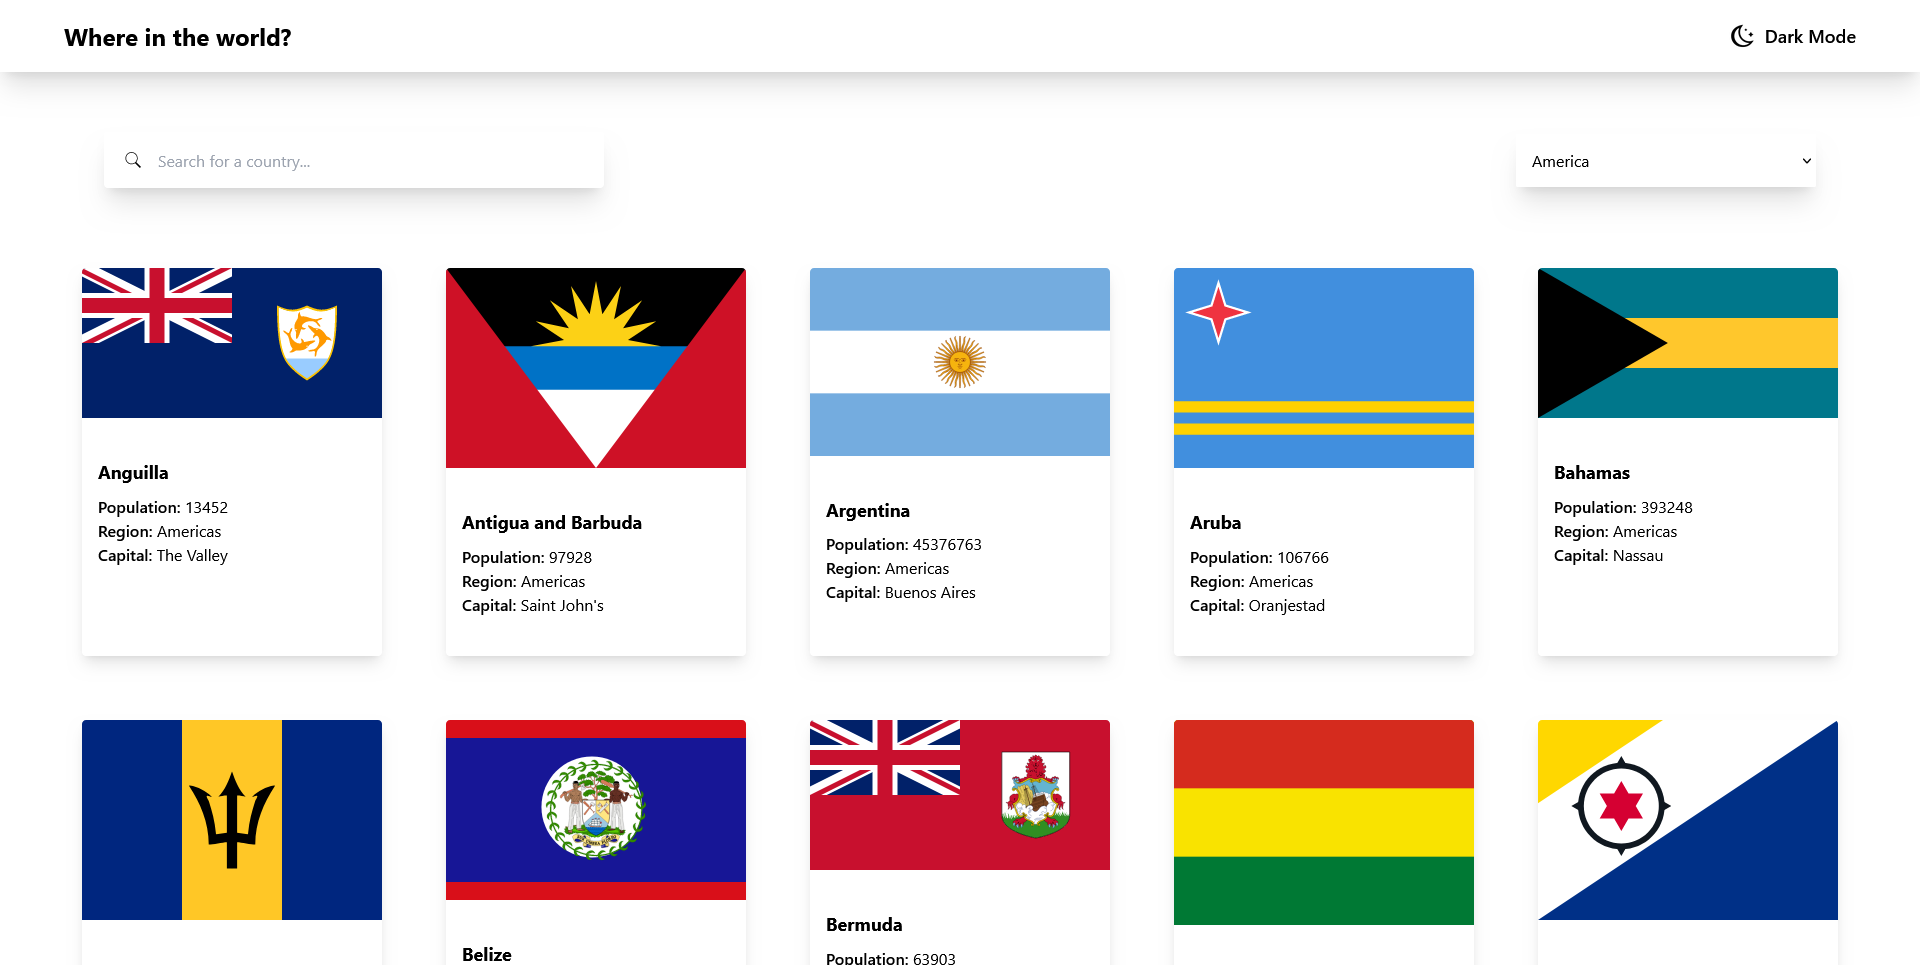 Where in the world?
Dark Mode
Search for a country...
America
Anguilla
Population: 13452
Region: Americas
Capital: The Valley
Antigua and Barbuda
Population: 97928
Region: Americas
Capital: Saint John's
Argentina
Population: 45376763
Region: Americas
Capital: Buenos Aires
Aruba
Population: 106766
Region: Americas
Capital: Oranjestad
Bahamas
Population: 393248
Region: Americas
Capital: Nassau
Belize
Bermuda
Population: 63903